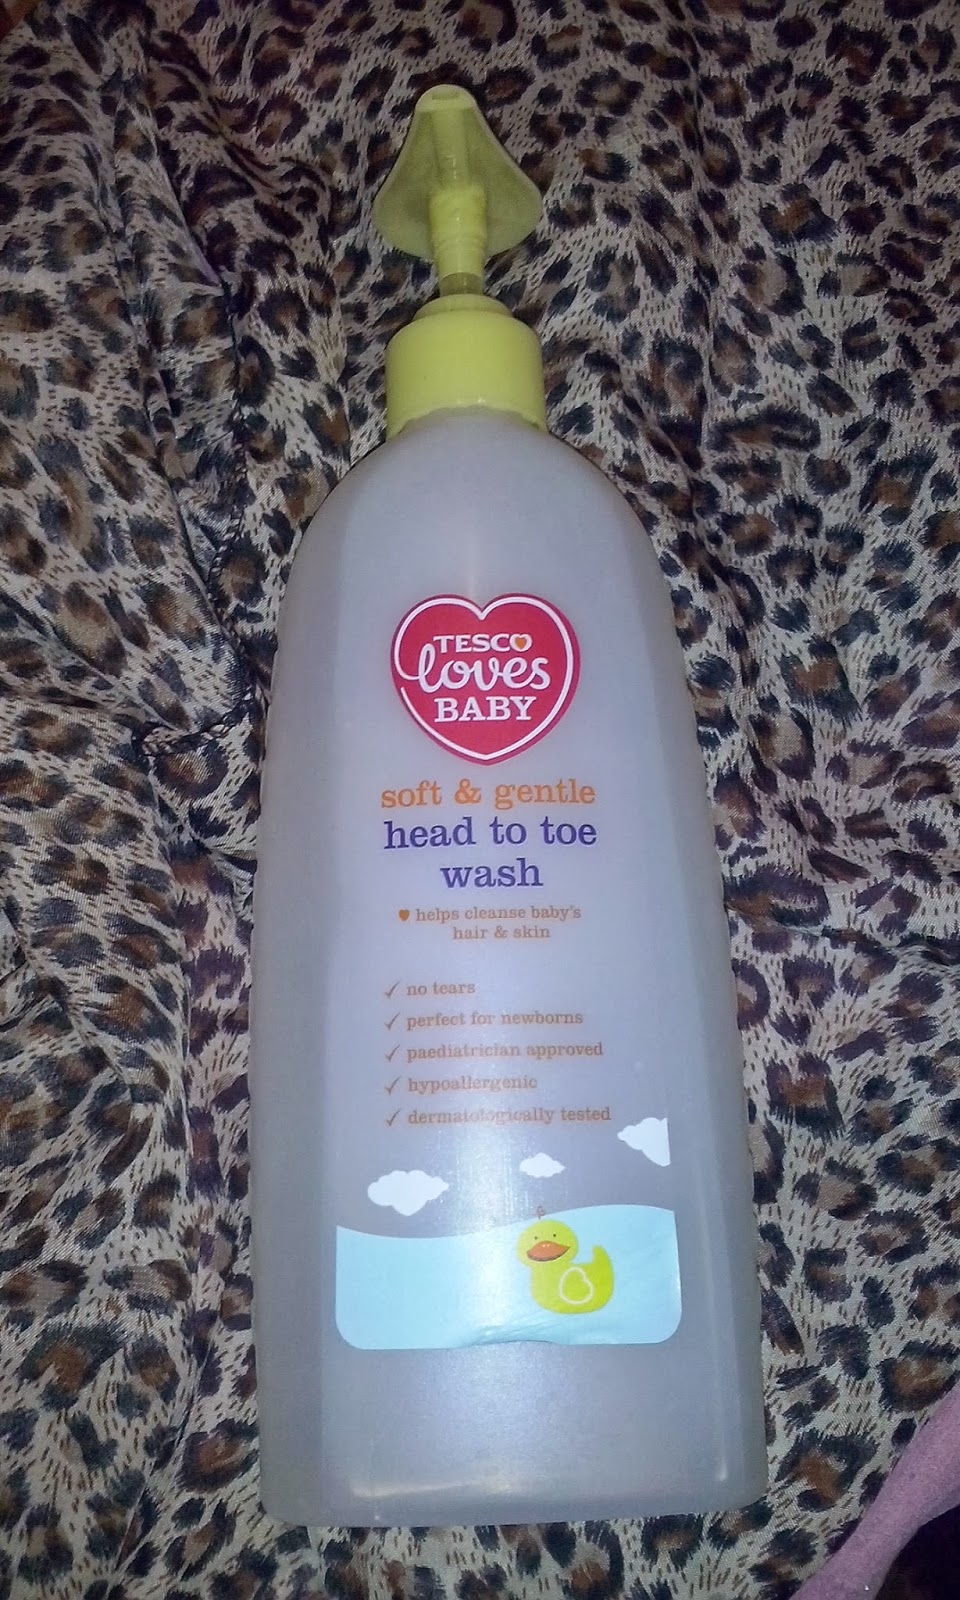 TESCO
loves
BABY
soft & gentle
head to toe
wash
helps cleanse baby's
hair & skin
✓ no tears
✓ perfect for newborns
✓ paediatrician approved
✓ hypoallergenic
✓ dermatologically tested